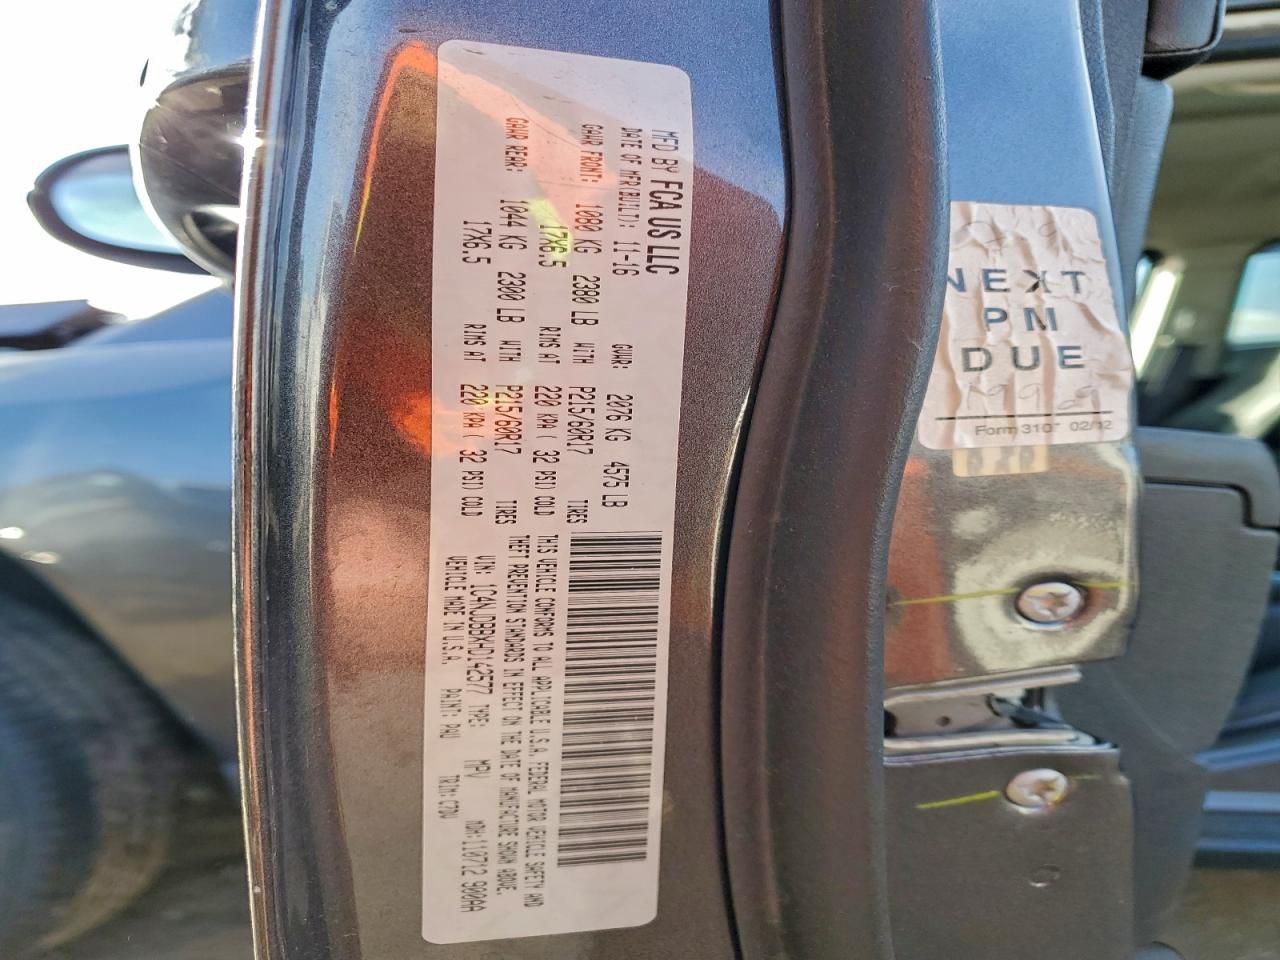 MFD BY FCA US LLC
DATE OF MFR(BUILT): 11-16 GVWR: 2076 KG 4575 LB
GAWR FRONT: 1080 KG 2380 LB WITH P215/60R17 TIRES
17X6.5 RIMS AT 220 KPA( 32 PSI) COLD
GAWR REAR: 1044 KG 2300 LB WITH P215/60R17 TIRES
17X6.5 RIMS AT 220 KPA( 32 PSI) COLD
THIS VEHICLE CONFORMS TO ALL APPLICABLE U.S.A. FEDERAL MOTOR VEHICLE SAFETY AND
THEFT PREVENTION STANDARDS IN EFFECT ON THE DATE OF MANUFACTURE SHOWN ABOVE.
VIN: 1C4NJDBBXHD142577 TYPE: MPV MDH:110712 900AA
VEHICLE MADE IN U.S.A. PAINT: PAU TRIM:C7DV
NEXT
PM
DUE
Form 3107 02/12